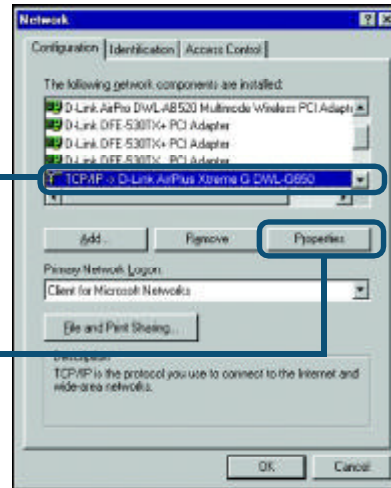 Network
Configuration Identification Access Control
The following network components are installed:
D-Link AirPro DWL-AB520 Multimode Wireless PCI Adapte
D-Link DFE-530TX+ PCI Adapter
D-Link DFE-530TX+ PCI Adapter
D-Link DFE-530TX+ PCI Adapter
TCP/IP -> D-Link AirPlus Xtreme G DWL-G650
Add... Remove Properties
Primary Network Logon:
Client for Microsoft Networks
File and Print Sharing...
Description
TCP/IP is the protocol you use to connect to the Internet and
wide-area networks.
OK Cancel